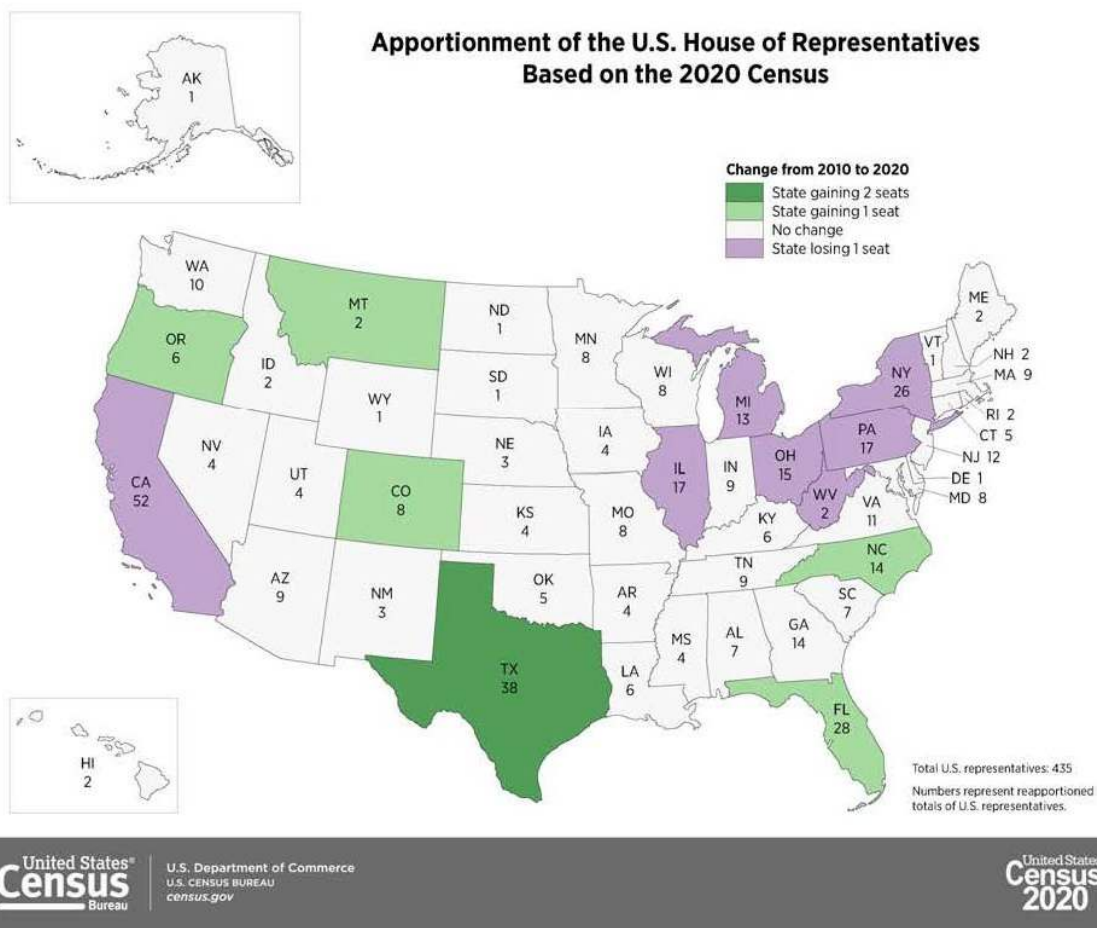 Apportionment of the U.S. House of Representatives
Based on the 2020 Census
AK
1
Change from 2010 to 2020
State gaining 2 seats
State gaining 1 seat
No change
State losing 1 seat
WA
10
OR
6
MT
2
ID
2
WY
1
ND
1
SD
1
NE
3
MN
8
WI
8
IA
4
MI
13
NY
26
VT
1
ME
2
NH 2
MA 9
RI 2
CT 5
NJ 12
DE 1
MD 8
PA
17
OH
15
IN
9
IL
17
WV
2
VA
11
KY
6
CA
52
NV
4
UT
4
CO
8
KS
4
MO
8
AZ
9
NM
3
OK
5
AR
4
TN
9
NC
14
SC
7
TX
38
LA
6
MS
4
AL
7
GA
14
FL
28
HI
2
Total U.S. representatives: 435
Numbers represent reapportioned
totals of U.S. representatives.
United States®
Census
Bureau
U.S. Department of Commerce
U.S. CENSUS BUREAU
census.gov
United States
Census
2020